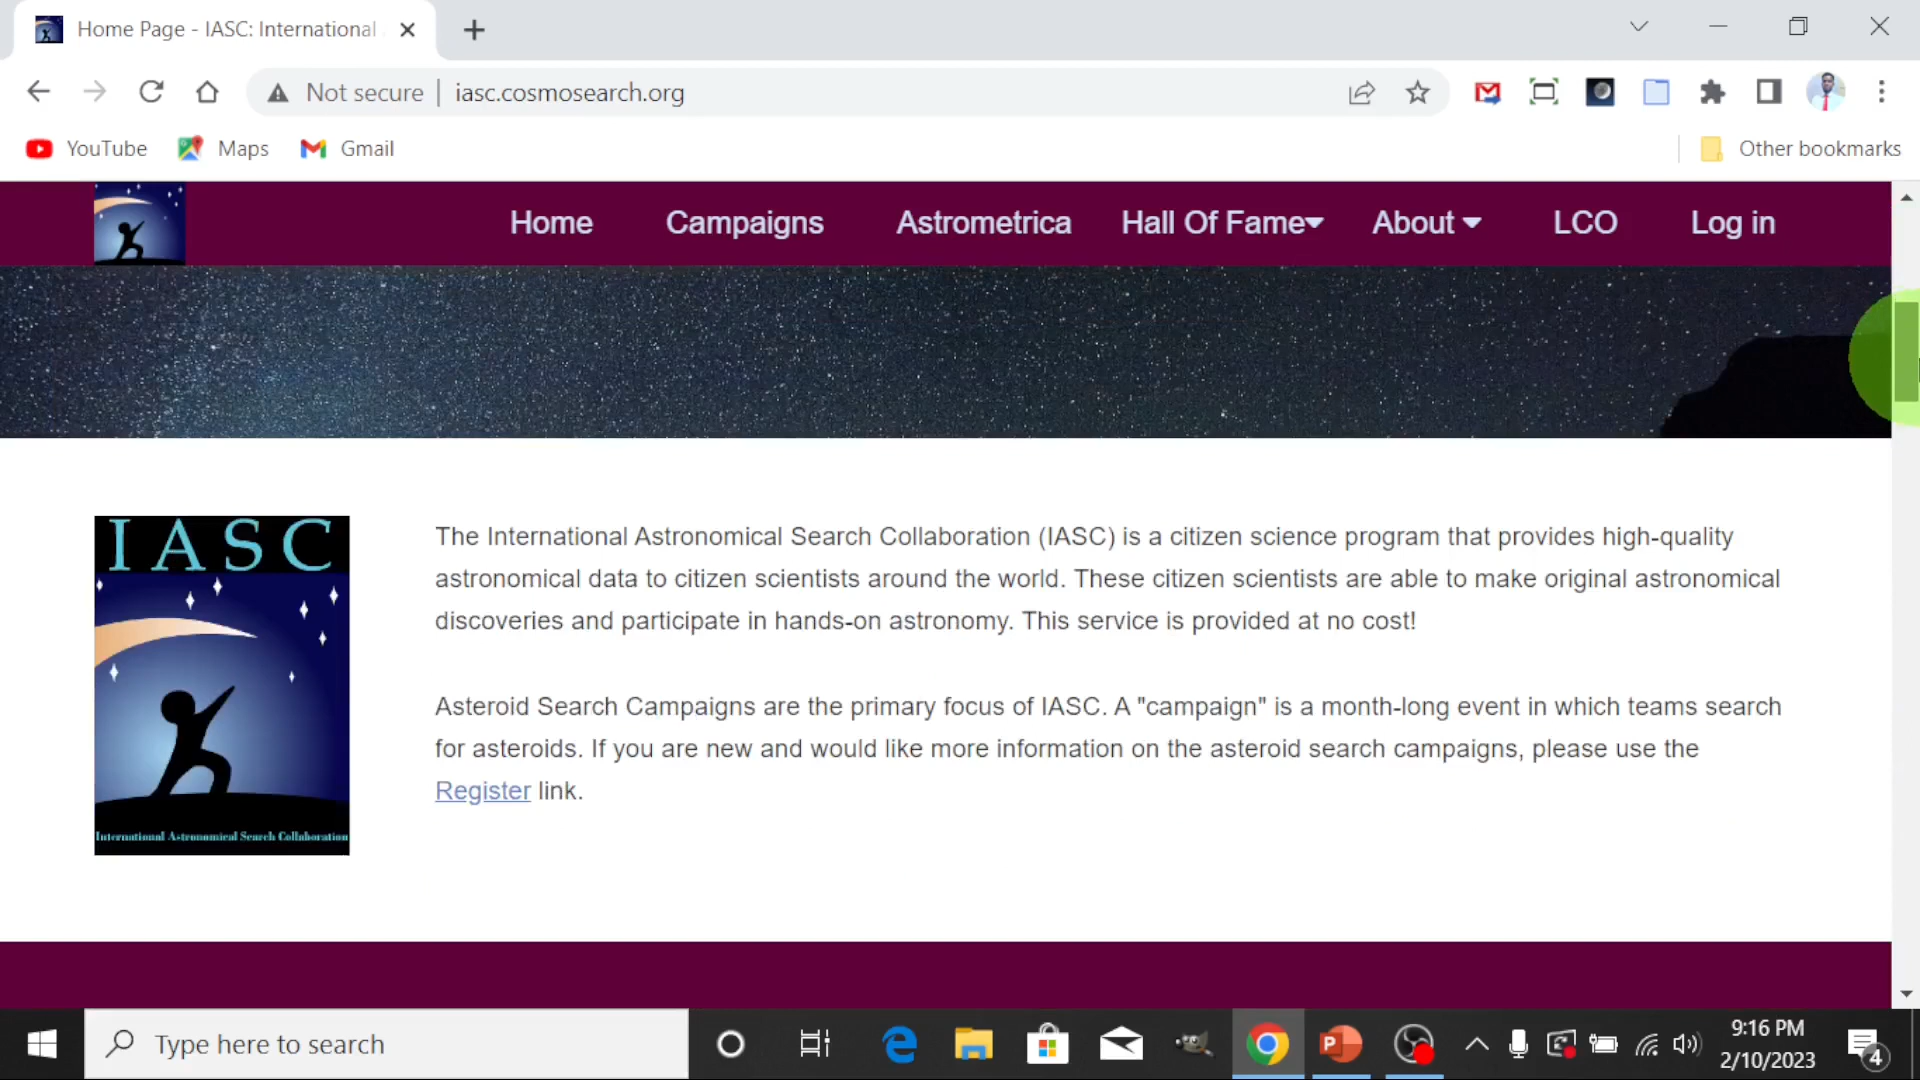 Home Page - IASC: International
Not secure
iasc.cosmosearch.org
YouTube
Maps
Gmail
Other bookmarks
Home
Campaigns
Astrometrica
Hall Of Fame
About
LCO
Log in
IASC
International Astronomical Search Collaboration
The International Astronomical Search Collaboration (IASC) is a citizen science program that provides high-quality
astronomical data to citizen scientists around the world. These citizen scientists are able to make original astronomical
discoveries and participate in hands-on astronomy. This service is provided at no cost!
Asteroid Search Campaigns are the primary focus of IASC. A "campaign" is a month-long event in which teams search
for asteroids. If you are new and would like more information on the asteroid search campaigns, please use the
Register link.
Type here to search
P
9:16 PM
2/10/2023
4